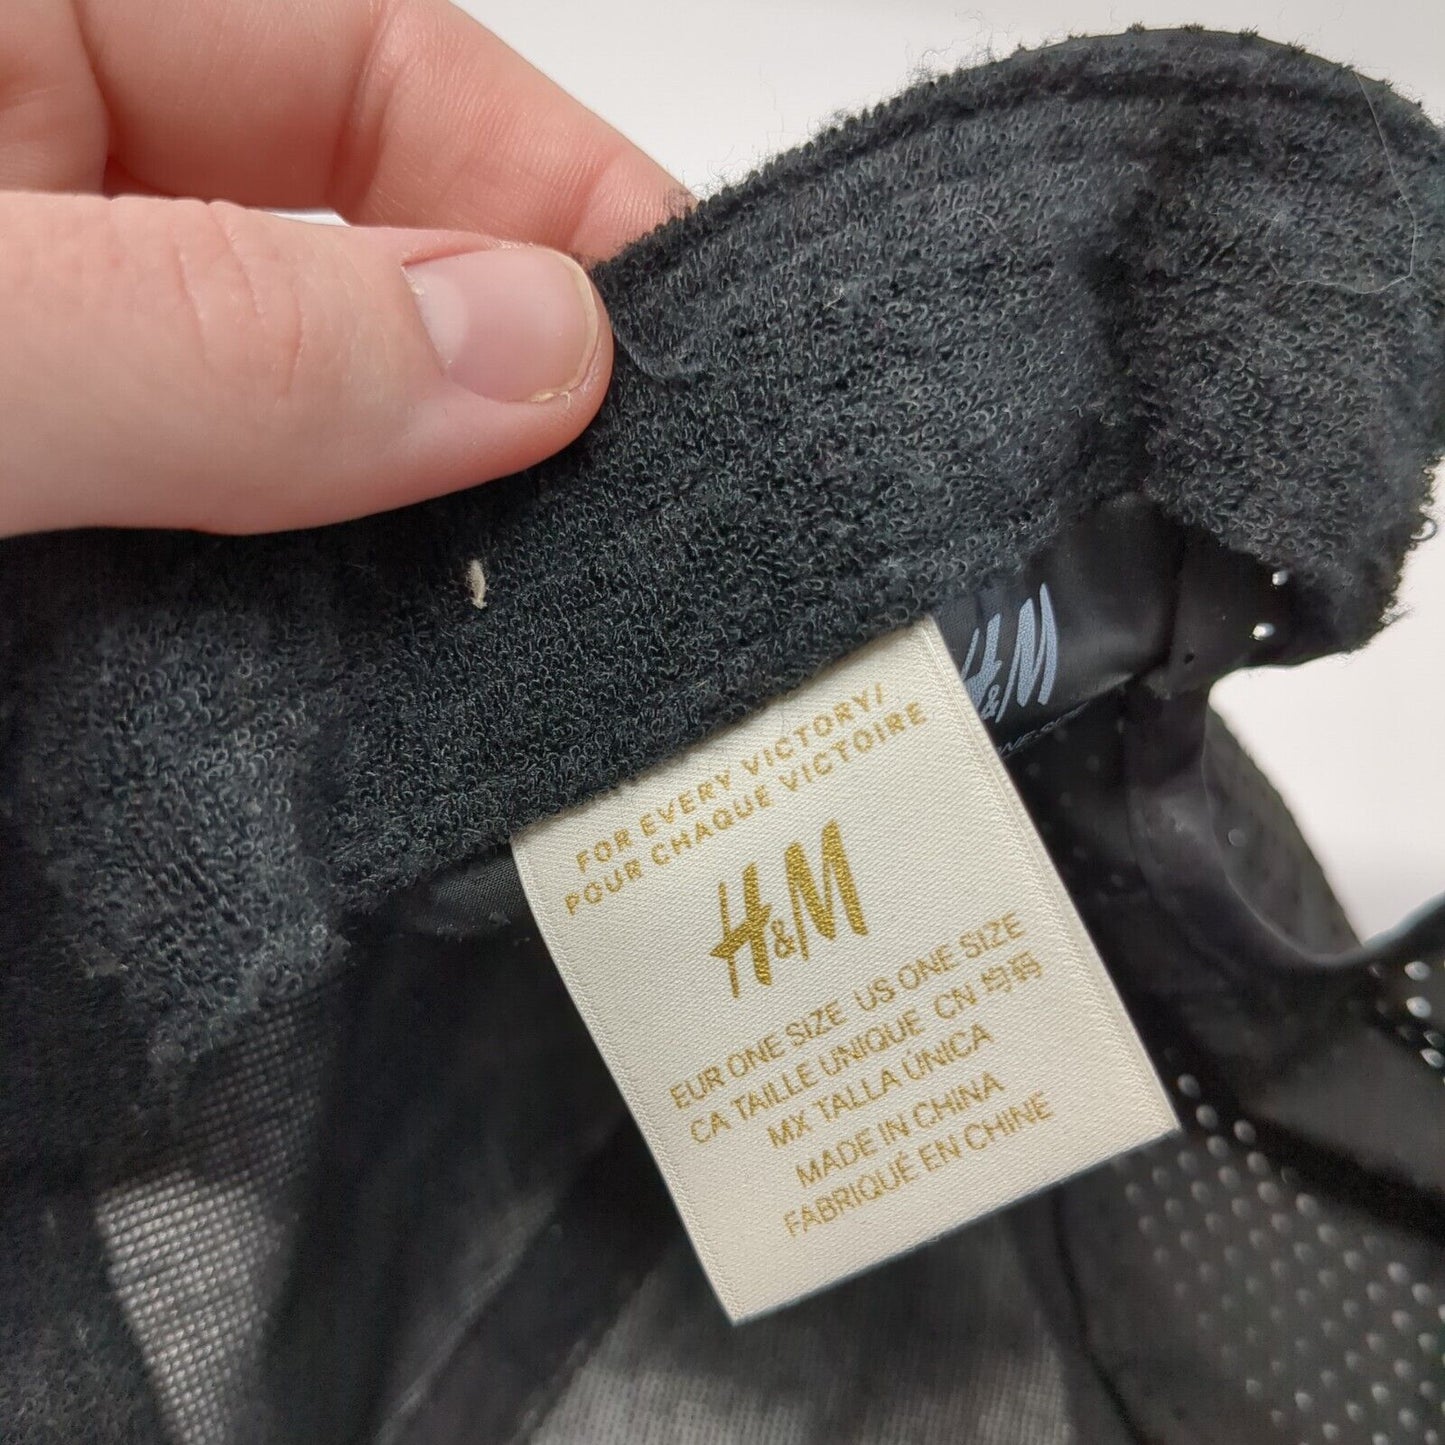 H&M
FOR EVERY VICTORY/
POUR CHAQUE VICTOIRE
H&M
EUR ONE SIZE US ONE SIZE
CA TAILLE UNIQUE CN 均码
MX TALLA ÚNICA
MADE IN CHINA
FABRIQUÉ EN CHINE